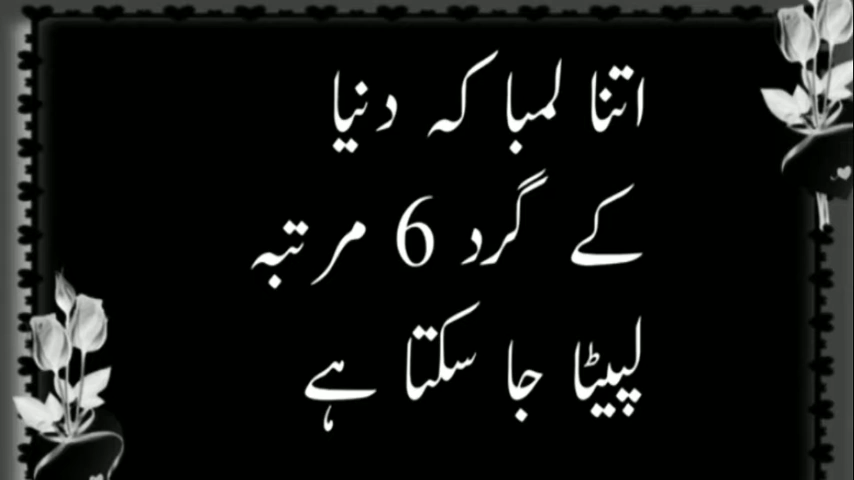 اتنا لمبا کہ دنیا
کے گرد 6 مرتبہ
لپیٹا جا سکتا ہے